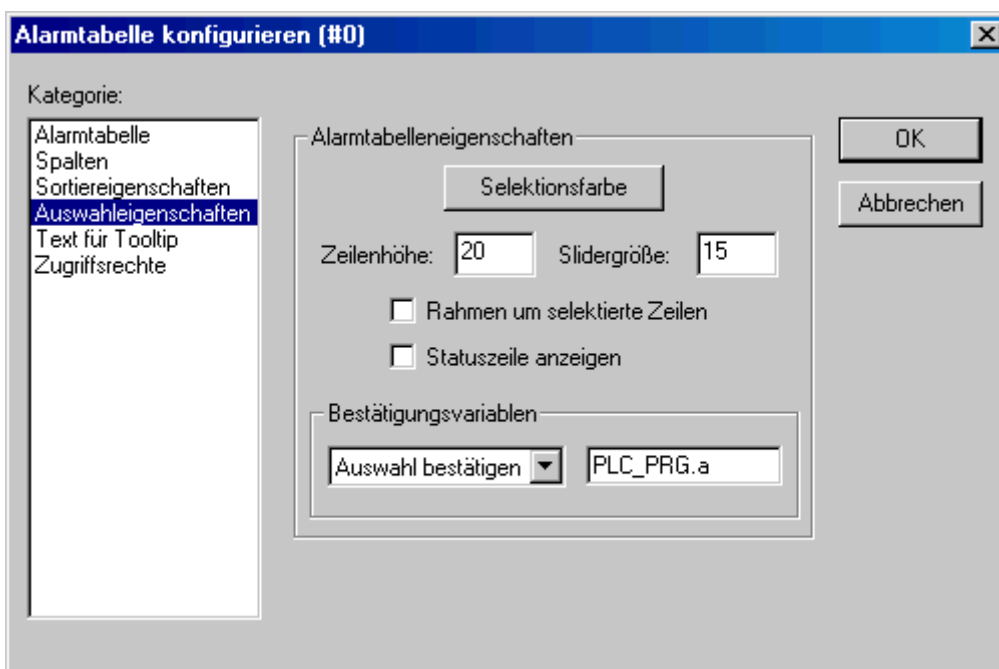 Alarmtabelle konfigurieren (#0)
Kategorie:
Alarmtabelle
Spalten
Sortiereigenschaften
Auswahleigenschaften
Text für Tooltip
Zugriffsrechte
Alarmtabelleneigenschaften
Selektionsfarbe
Zeilenhöhe: 20 Slidergröße: 15
Rahmen um selektierte Zeilen
Statuszeile anzeigen
Bestätigungsvariablen
Auswahl bestätigen PLC_PRG.a
OK
Abbrechen